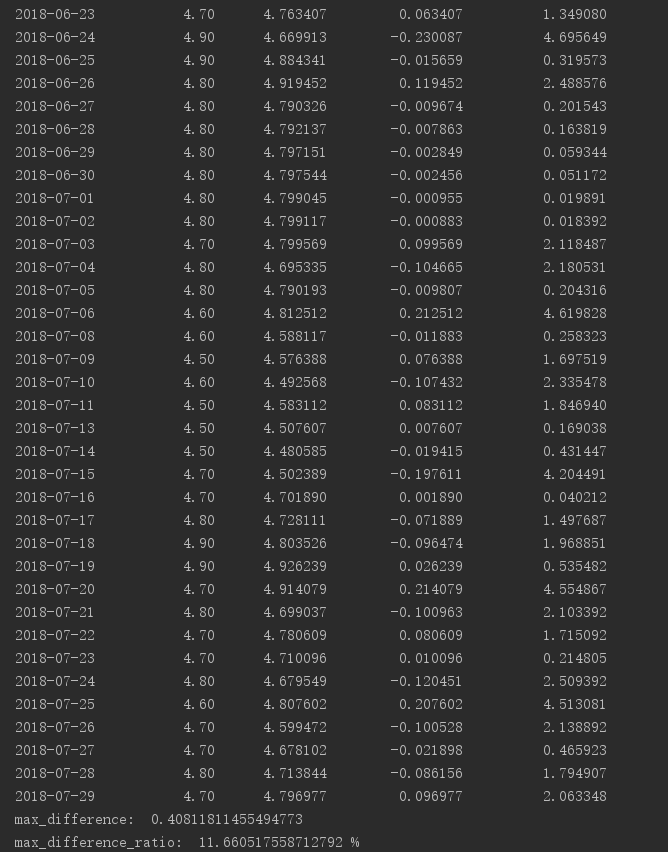 2018-06-23 4.70 4.763407 0.063407 1.349080
2018-06-24 4.90 4.669913 -0.230087 4.695649
2018-06-25 4.90 4.884341 -0.015659 0.319573
2018-06-26 4.80 4.919452 0.119452 2.488576
2018-06-27 4.80 4.790326 -0.009674 0.201543
2018-06-28 4.80 4.792137 -0.007863 0.163819
2018-06-29 4.80 4.797151 -0.002849 0.059344
2018-06-30 4.80 4.797544 -0.002456 0.051172
2018-07-01 4.80 4.799045 -0.000955 0.019891
2018-07-02 4.80 4.799117 -0.000883 0.018392
2018-07-03 4.70 4.799569 0.099569 2.118487
2018-07-04 4.80 4.695335 -0.104665 2.180531
2018-07-05 4.80 4.790193 -0.009807 0.204316
2018-07-06 4.60 4.812512 0.212512 4.619828
2018-07-08 4.60 4.588117 -0.011883 0.258323
2018-07-09 4.50 4.576388 0.076388 1.697519
2018-07-10 4.60 4.492568 -0.107432 2.335478
2018-07-11 4.50 4.583112 0.083112 1.846940
2018-07-13 4.50 4.507607 0.007607 0.169038
2018-07-14 4.50 4.480585 -0.019415 0.431447
2018-07-15 4.70 4.502389 -0.197611 4.204491
2018-07-16 4.70 4.701890 0.001890 0.040212
2018-07-17 4.80 4.728111 -0.071889 1.497687
2018-07-18 4.90 4.803526 -0.096474 1.968851
2018-07-19 4.90 4.926239 0.026239 0.535482
2018-07-20 4.70 4.914079 0.214079 4.554867
2018-07-21 4.80 4.699037 -0.100963 2.103392
2018-07-22 4.70 4.780609 0.080609 1.715092
2018-07-23 4.70 4.710096 0.010096 0.214805
2018-07-24 4.80 4.679549 -0.120451 2.509392
2018-07-25 4.60 4.807602 0.207602 4.513081
2018-07-26 4.70 4.599472 -0.100528 2.138892
2018-07-27 4.70 4.678102 -0.021898 0.465923
2018-07-28 4.80 4.713844 -0.086156 1.794907
2018-07-29 4.70 4.796977 0.096977 2.063348
max_difference: 0.40811811455494773
max_difference_ratio: 11.660517558712792 %